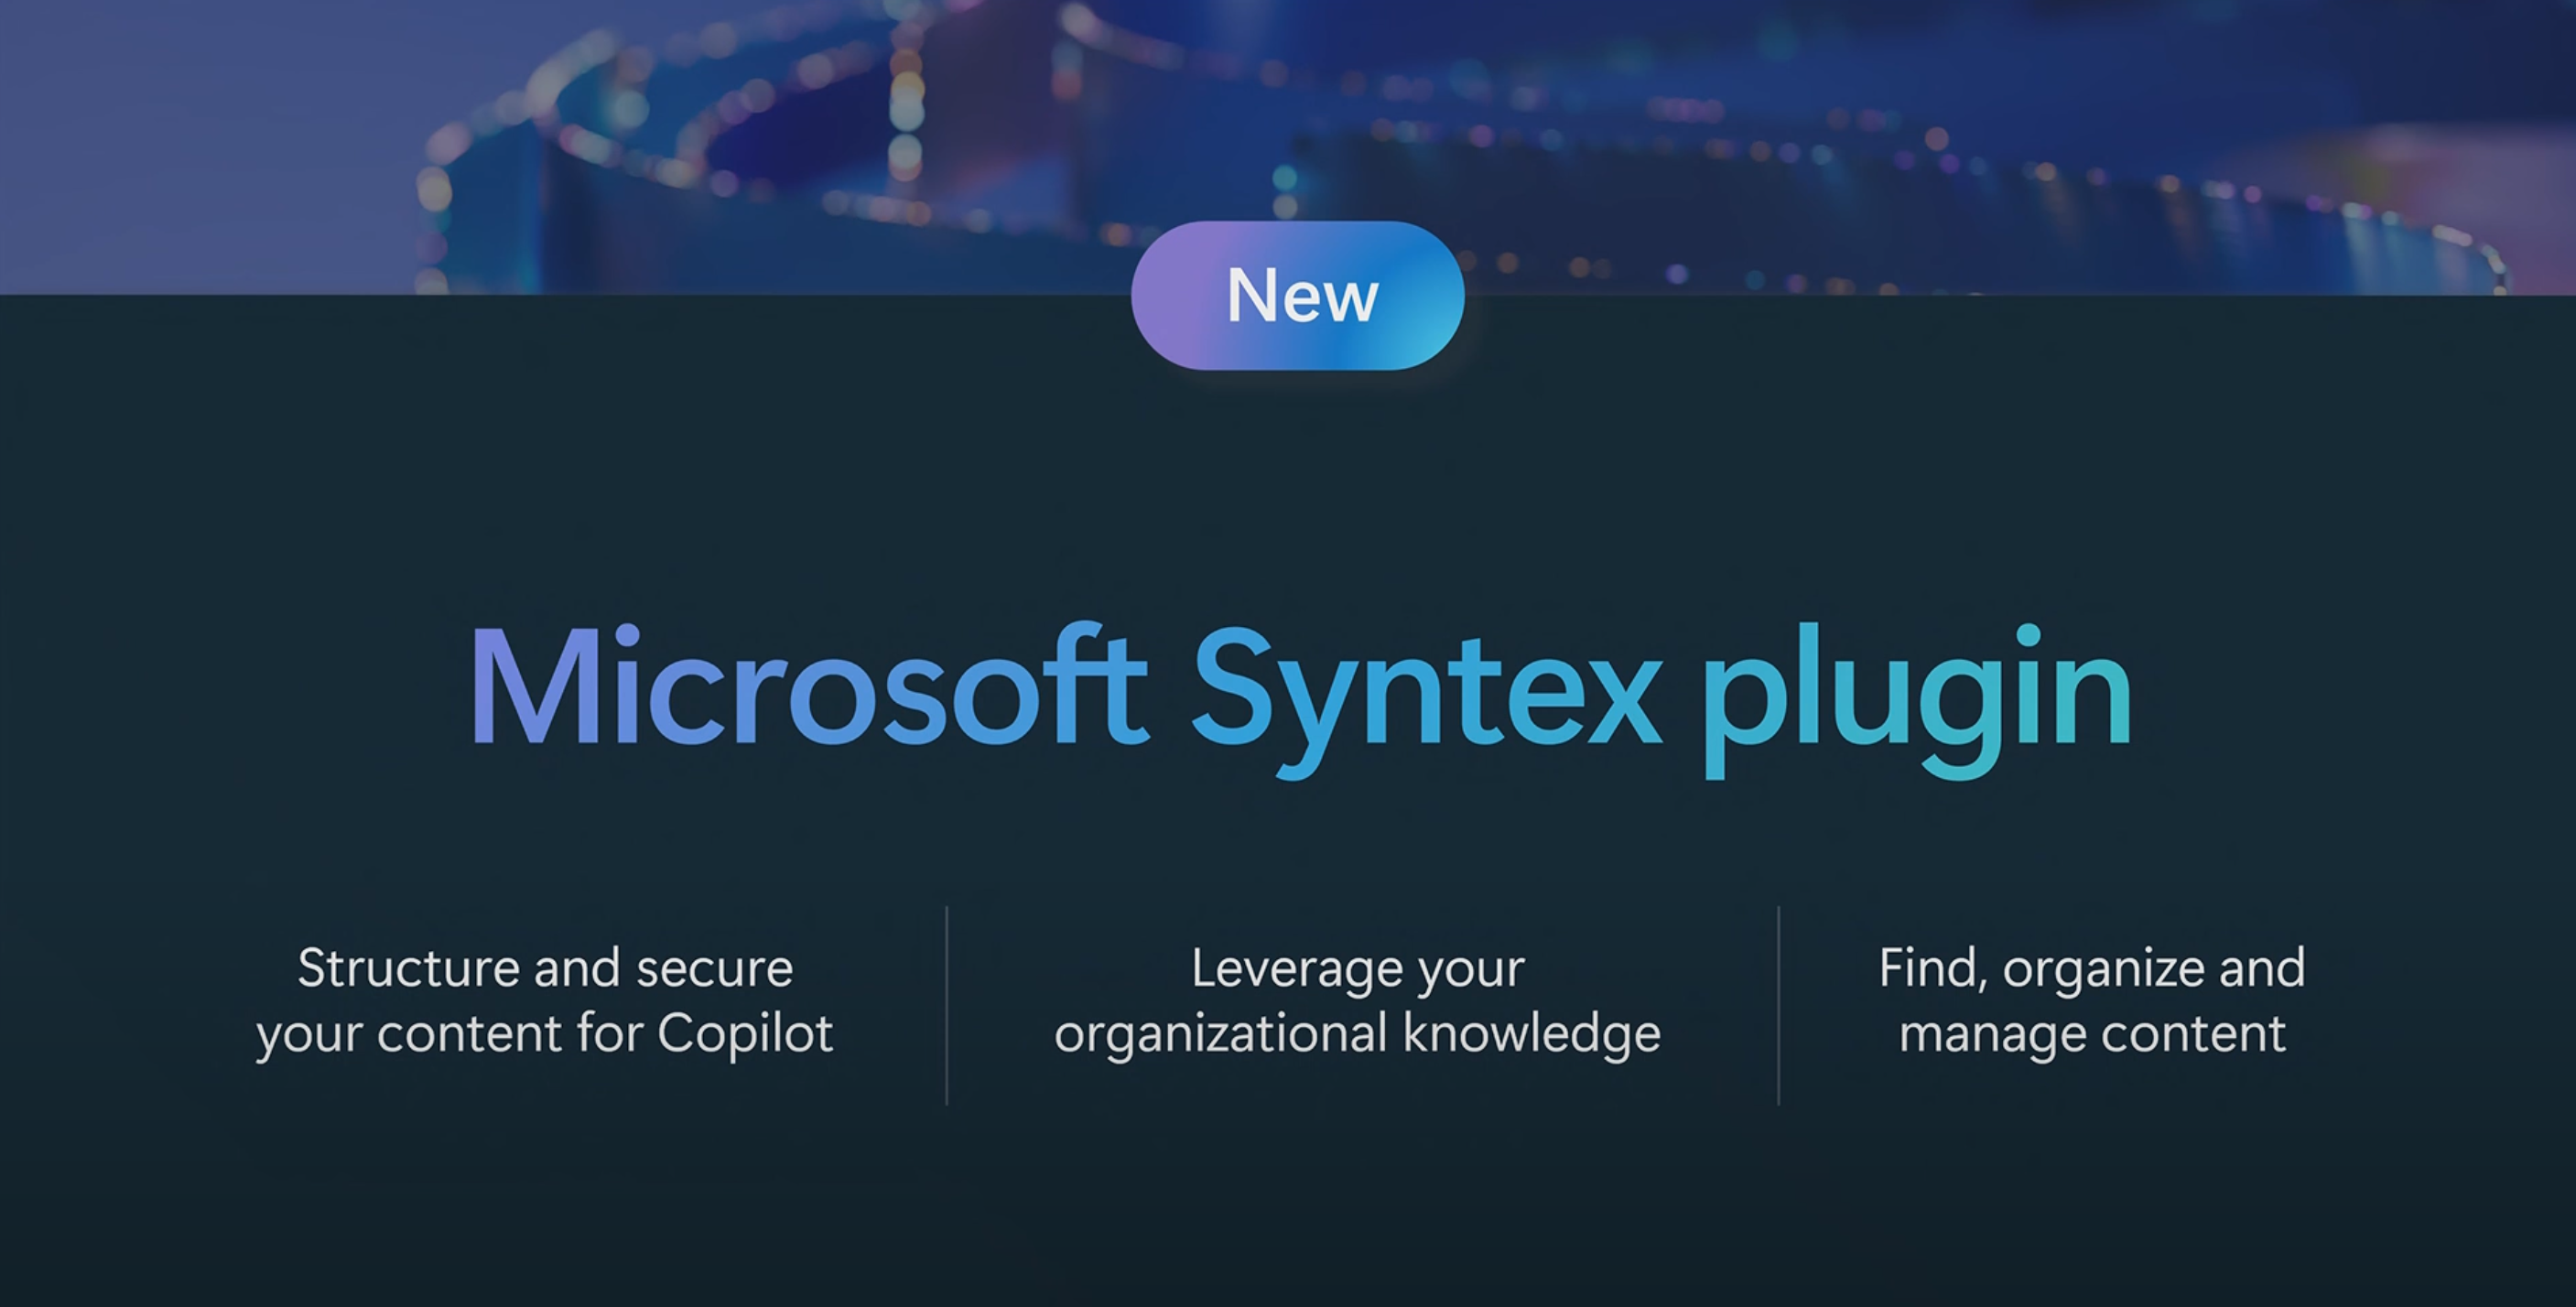 New
Microsoft Syntex plugin
Structure and secure
your content for Copilot
Leverage your
organizational knowledge
Find, organize and
manage content